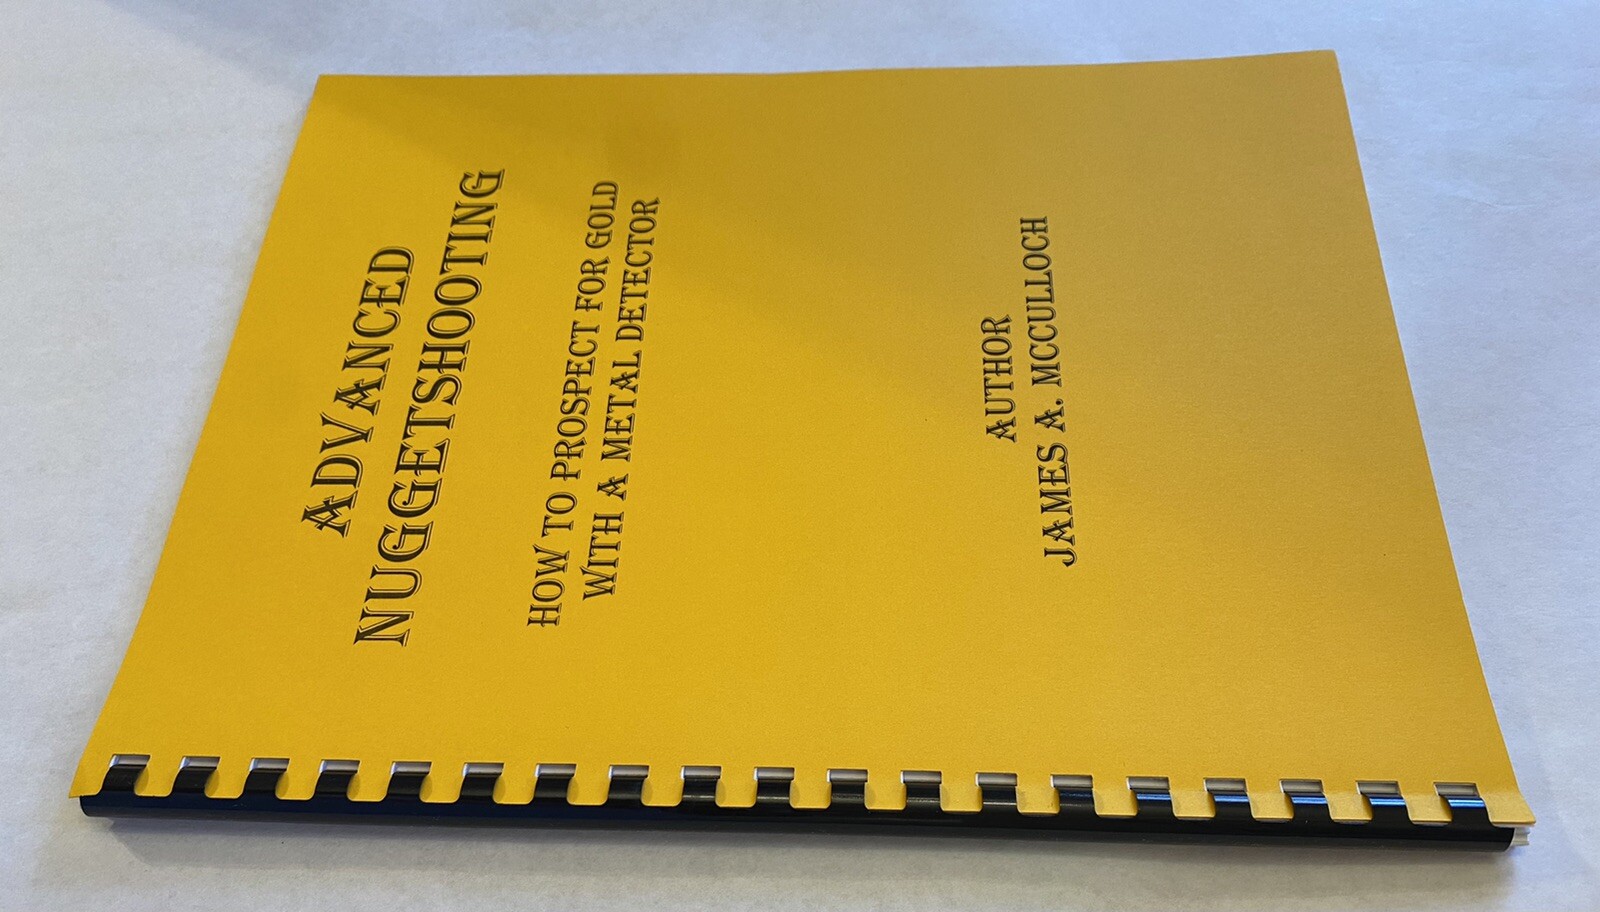 ADVANCED
NUGGETSHOOTING
HOW TO PROSPECT FOR GOLD
WITH A METAL DETECTOR
AUTHOR
JAMES A. MCCULLOCH